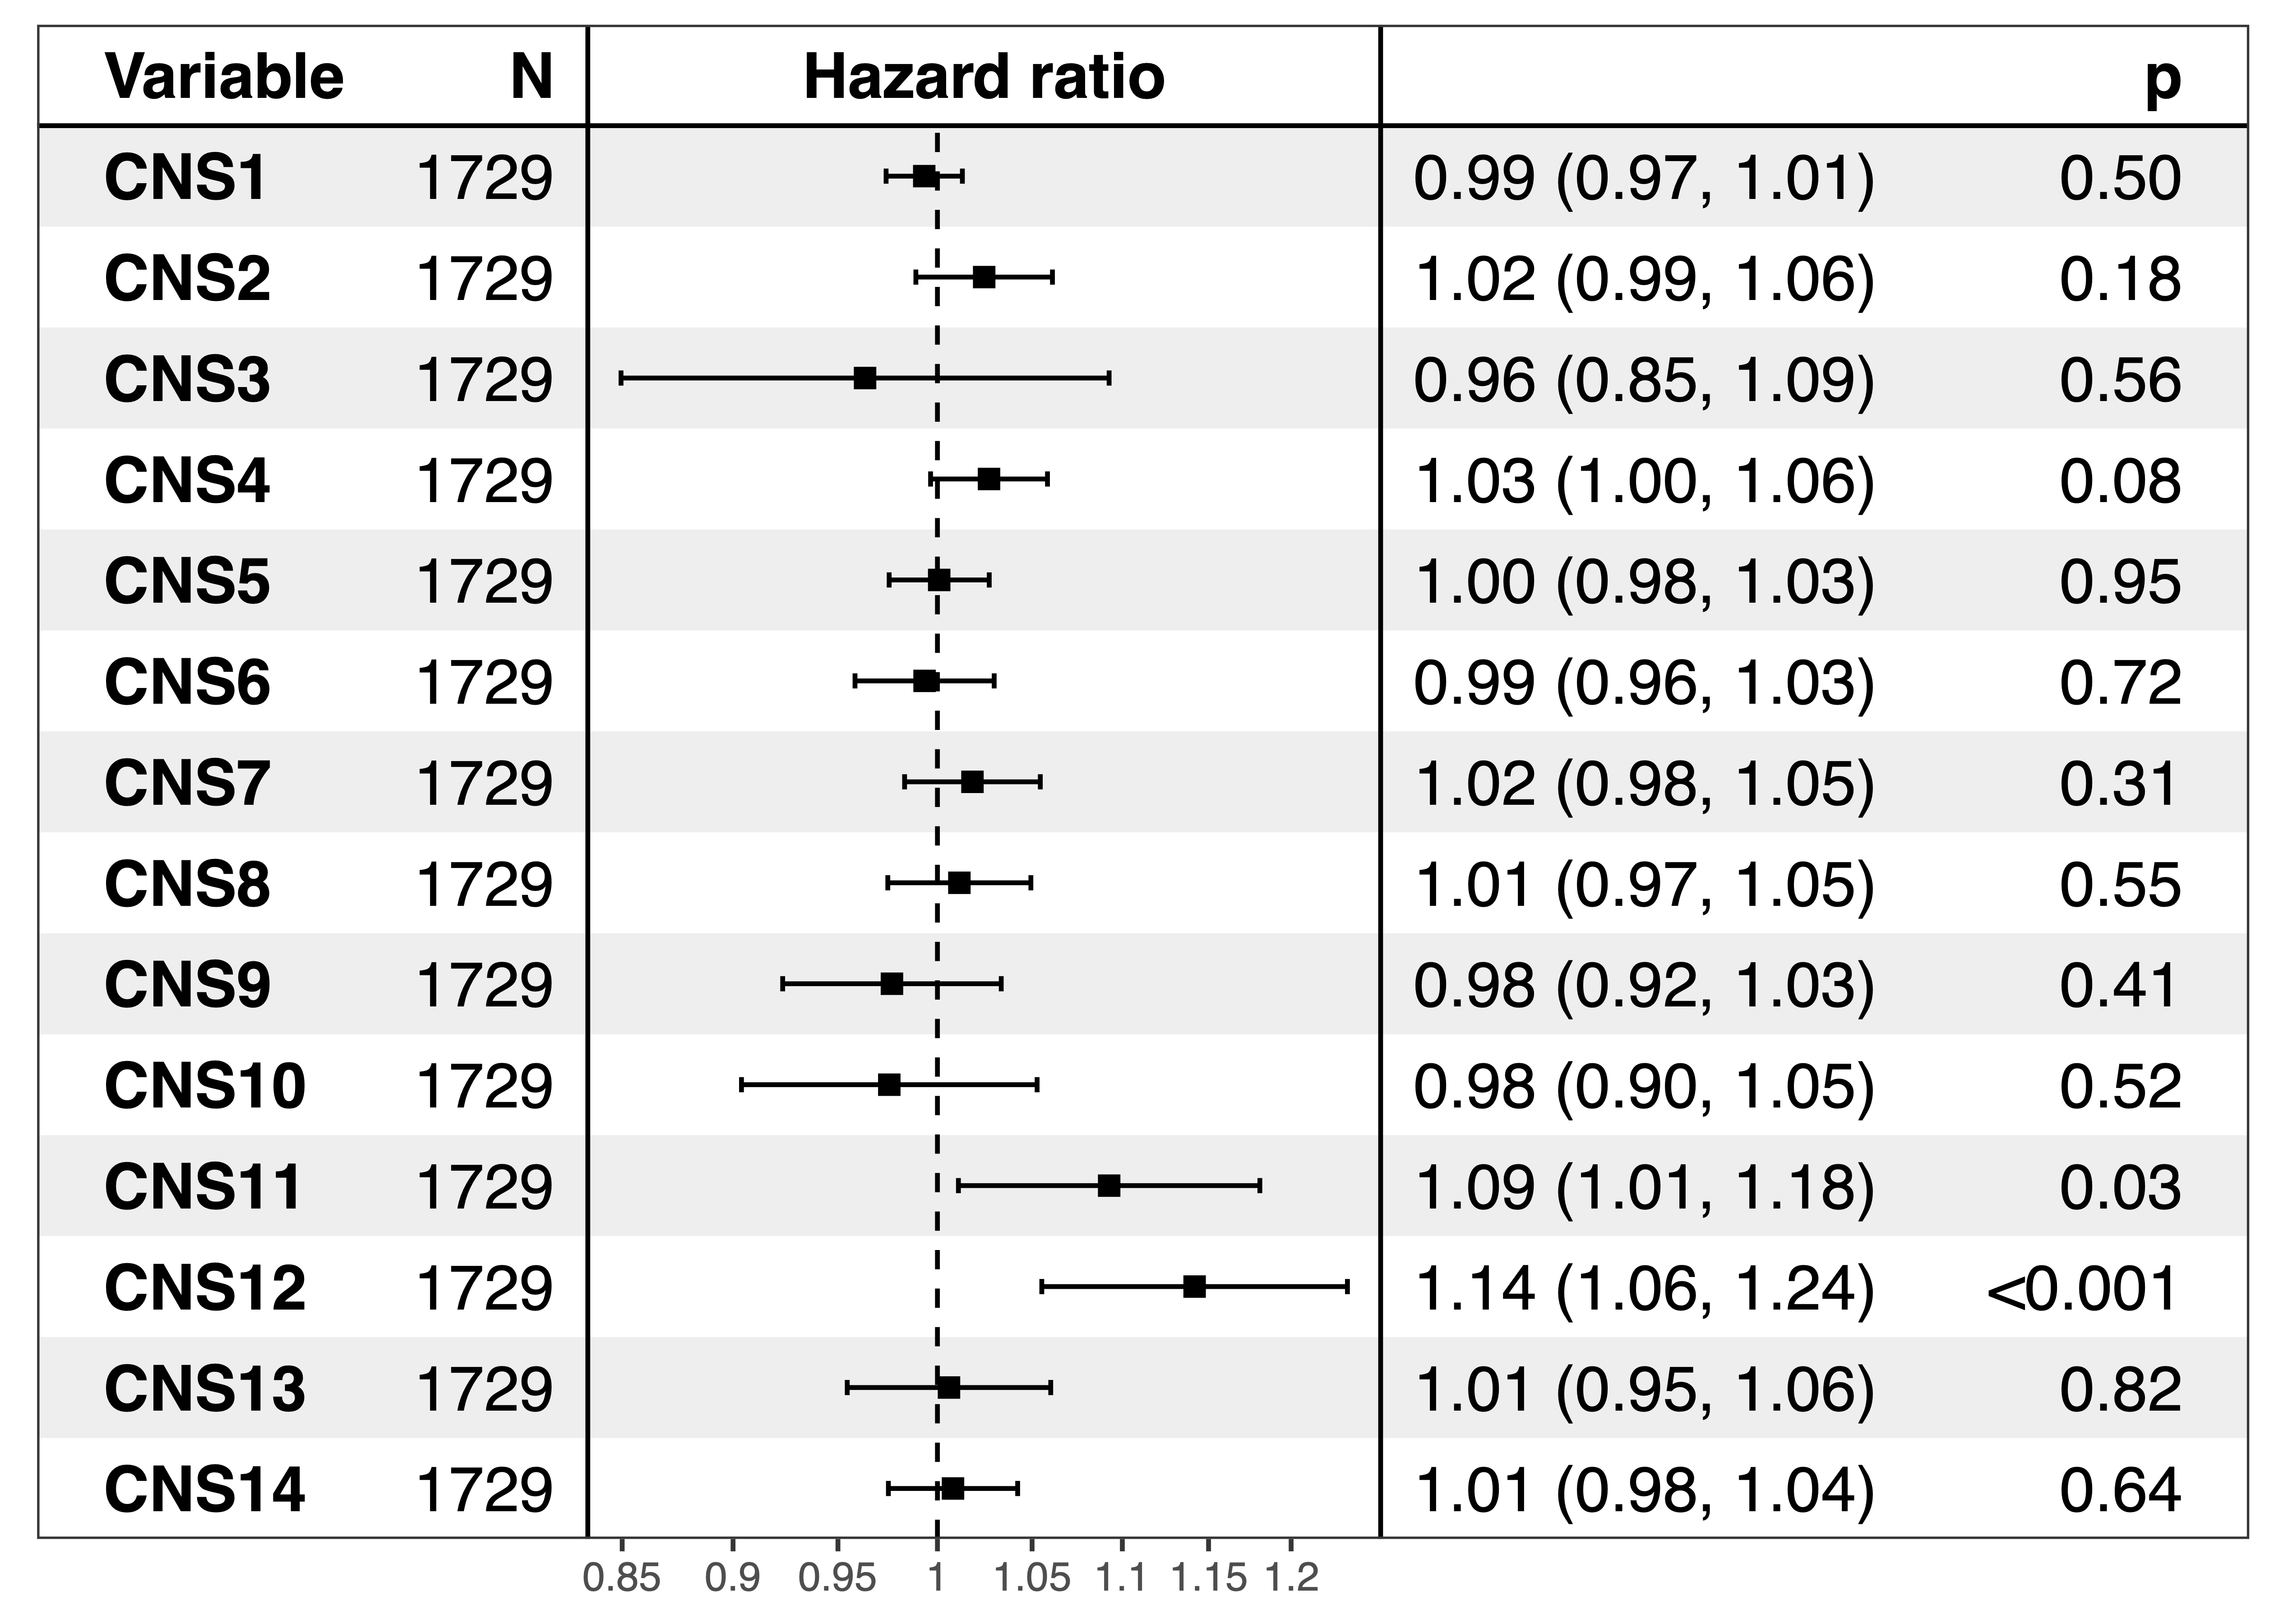 Variable N Hazard ratio p
CNS1 1729 0.99 (0.97, 1.01) 0.50
CNS2 1729 1.02 (0.99, 1.06) 0.18
CNS3 1729 0.96 (0.85, 1.09) 0.56
CNS4 1729 1.03 (1.00, 1.06) 0.08
CNS5 1729 1.00 (0.98, 1.03) 0.95
CNS6 1729 0.99 (0.96, 1.03) 0.72
CNS7 1729 1.02 (0.98, 1.05) 0.31
CNS8 1729 1.01 (0.97, 1.05) 0.55
CNS9 1729 0.98 (0.92, 1.03) 0.41
CNS10 1729 0.98 (0.90, 1.05) 0.52
CNS11 1729 1.09 (1.01, 1.18) 0.03
CNS12 1729 1.14 (1.06, 1.24) <0.001
CNS13 1729 1.01 (0.95, 1.06) 0.82
CNS14 1729 1.01 (0.98, 1.04) 0.64
0.85 0.9 0.95 1 1.05 1.1 1.15 1.2